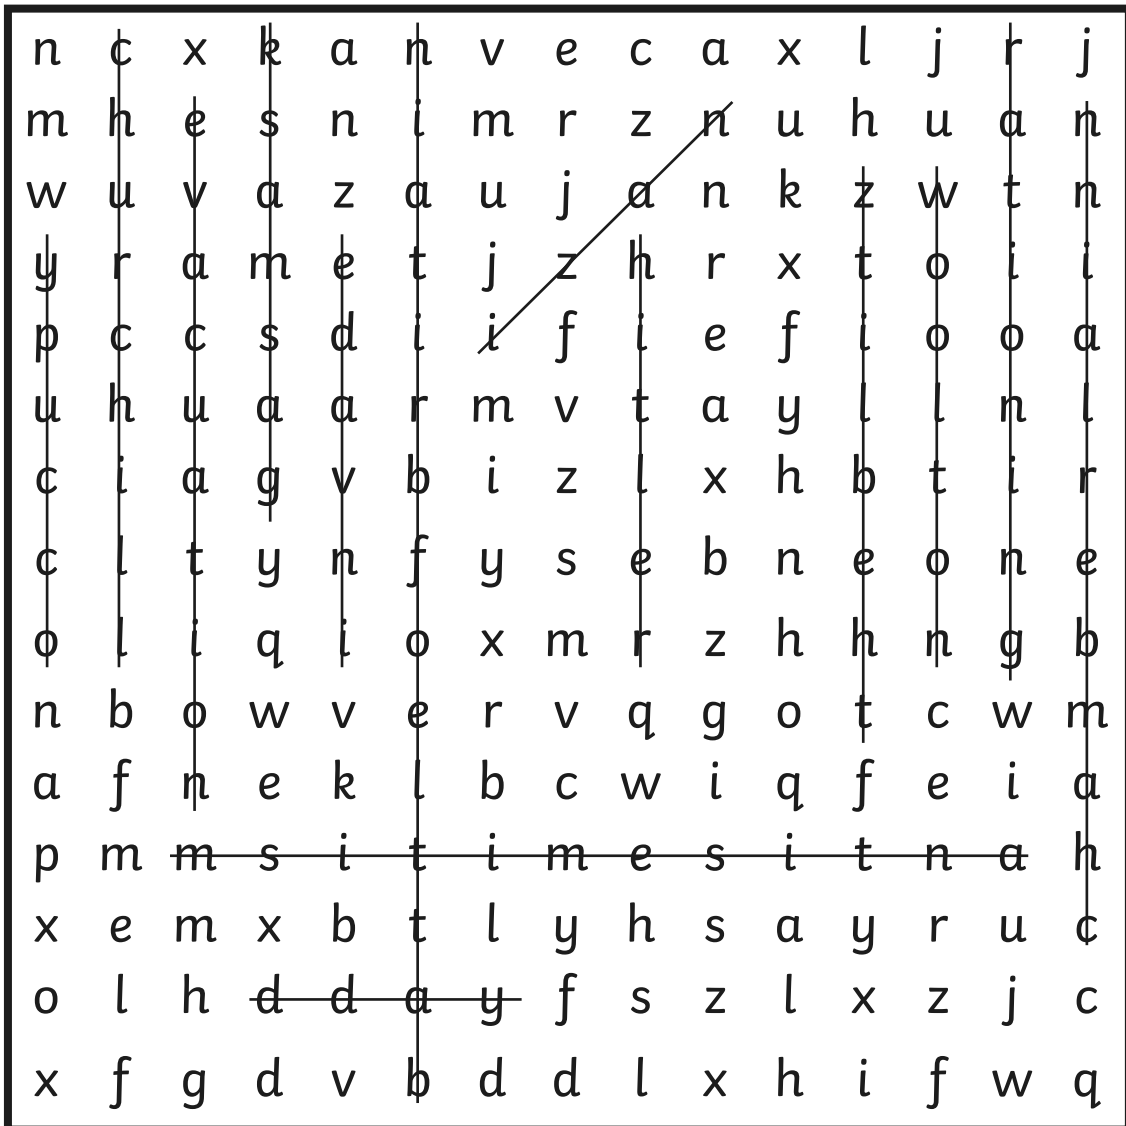 n c x k a n v e c a x l j r j
m h e s n i m r z n u h u a n
w u v a z a u j a n k z w t n
y r a m e t j z h r x t o i i
p c c s d i i f i e f i o o a
u h u a a r m v t a y l l n l
c i a g v b i z l x h b t i r
c l t y n f y s e b n e o n e
o l i q i o x m r z h h n g b
n b o w v e r v q g o t c w m
a f n e k l b c w i q f e i a
p m m s i t i m e s i t n a h
x e m x b t l y h s a y r u c
o l h d d a y f s z l x z j c
x f g d v b d d l x h i f w q